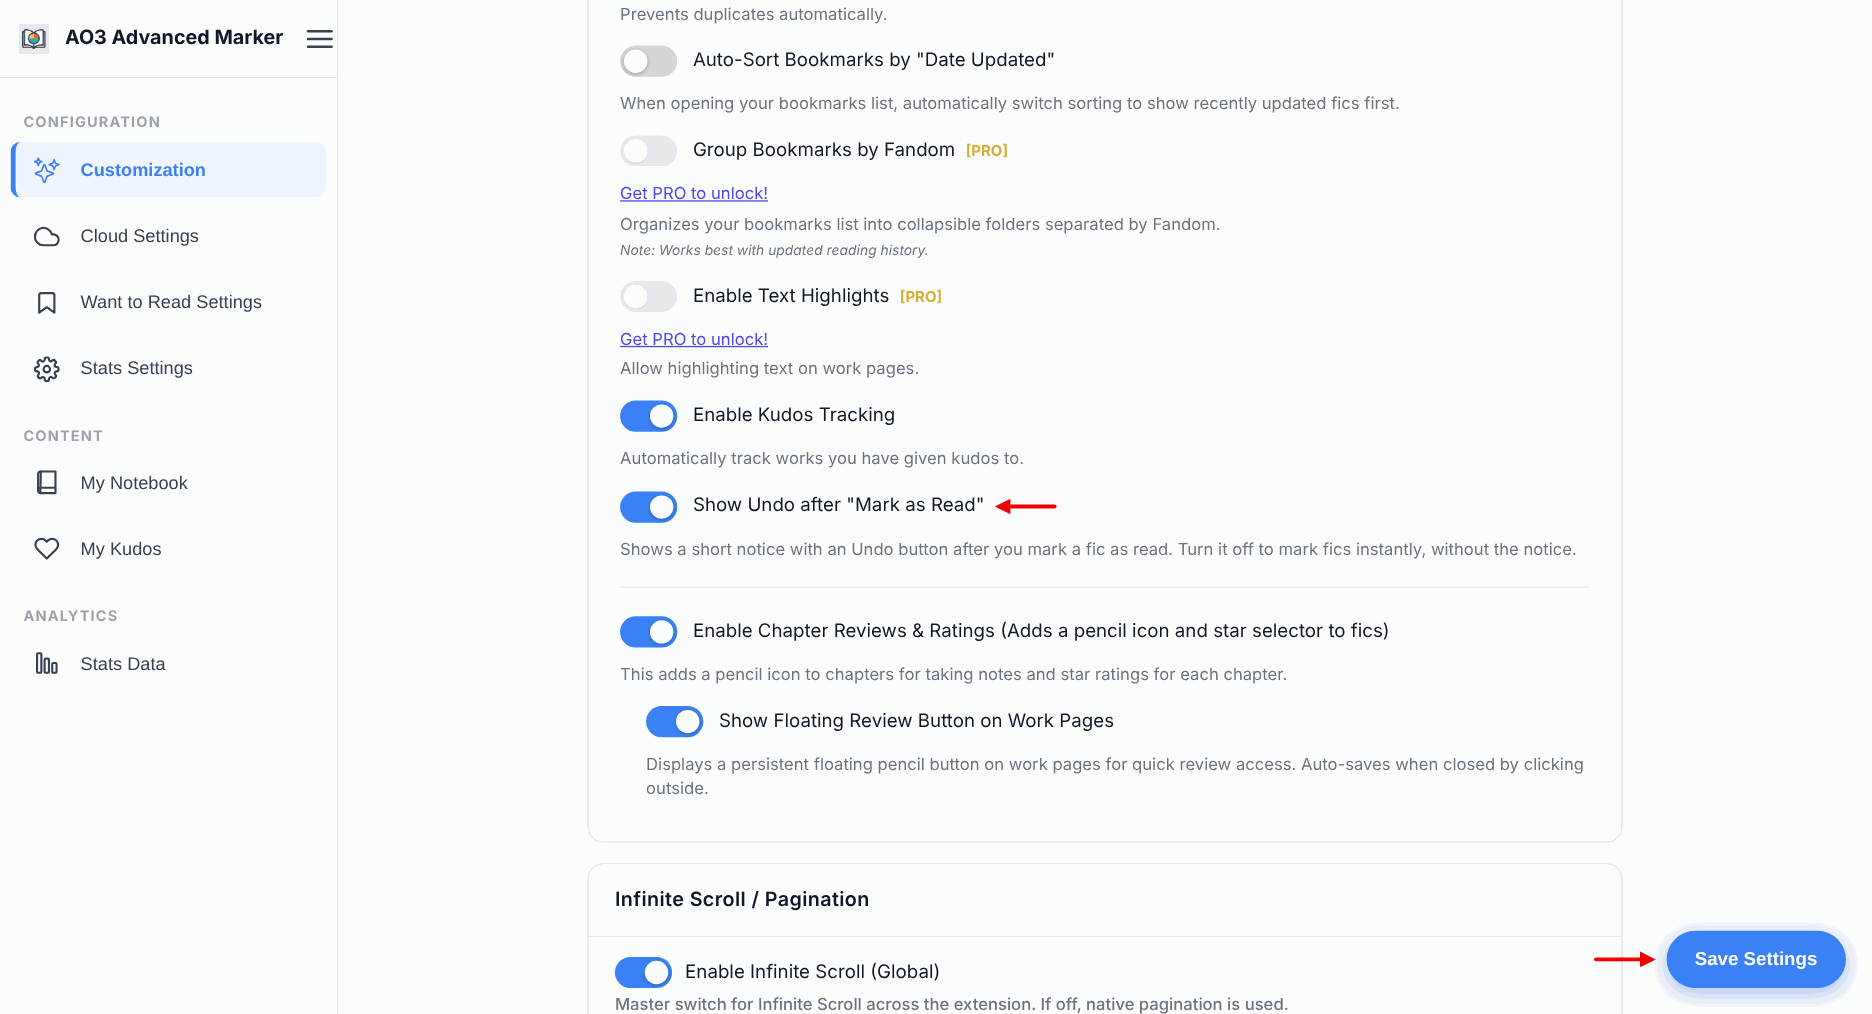 AO3 Advanced Marker
CONFIGURATION
Customization
Cloud Settings
Want to Read Settings
Stats Settings
CONTENT
My Notebook
My Kudos
ANALYTICS
Stats Data
Prevents duplicates automatically.
Auto-Sort Bookmarks by "Date Updated"
When opening your bookmarks list, automatically switch sorting to show recently updated fics first.
Group Bookmarks by Fandom [PRO]
Get PRO to unlock!
Organizes your bookmarks list into collapsible folders separated by Fandom.
Note: Works best with updated reading history.
Enable Text Highlights [PRO]
Get PRO to unlock!
Allow highlighting text on work pages.
Enable Kudos Tracking
Automatically track works you have given kudos to.
Show Undo after "Mark as Read"
Shows a short notice with an Undo button after you mark a fic as read. Turn it off to mark fics instantly, without the notice.
Enable Chapter Reviews & Ratings (Adds a pencil icon and star selector to fics)
This adds a pencil icon to chapters for taking notes and star ratings for each chapter.
Show Floating Review Button on Work Pages
Displays a persistent floating pencil button on work pages for quick review access. Auto-saves when closed by clicking
outside.
Infinite Scroll / Pagination
Enable Infinite Scroll (Global)
Master switch for Infinite Scroll across the extension. If off, native pagination is used.
Save Settings